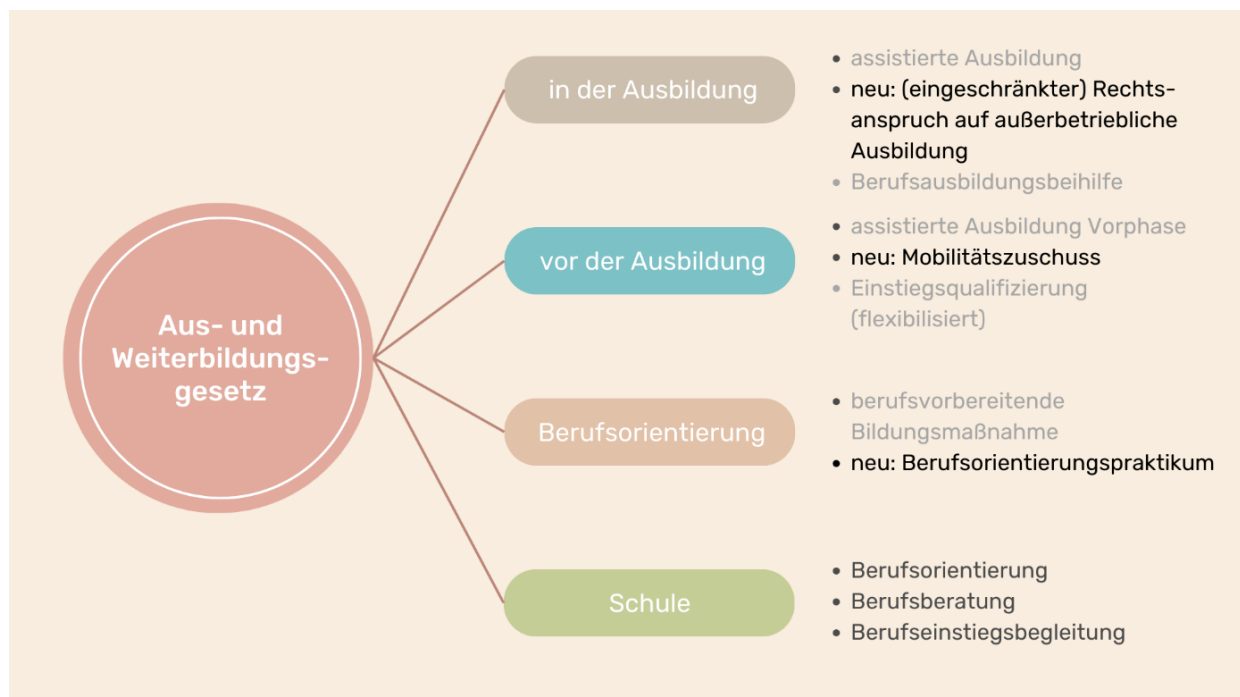 Aus- und
Weiterbildungs-
gesetz
in der Ausbildung
• assistierte Ausbildung
• neu: (eingeschränkter) Rechts-
anspruch auf außerbetriebliche
Ausbildung
• Berufsausbildungsbeihilfe
vor der Ausbildung
• assistierte Ausbildung Vorphase
• neu: Mobilitätszuschuss
• Einstiegsqualifizierung
(flexibilisiert)
Berufsorientierung
• berufsvorbereitende
Bildungsmaßnahme
• neu: Berufsorientierungspraktikum
Schule
• Berufsorientierung
• Berufsberatung
• Berufseinstiegsbegleitung